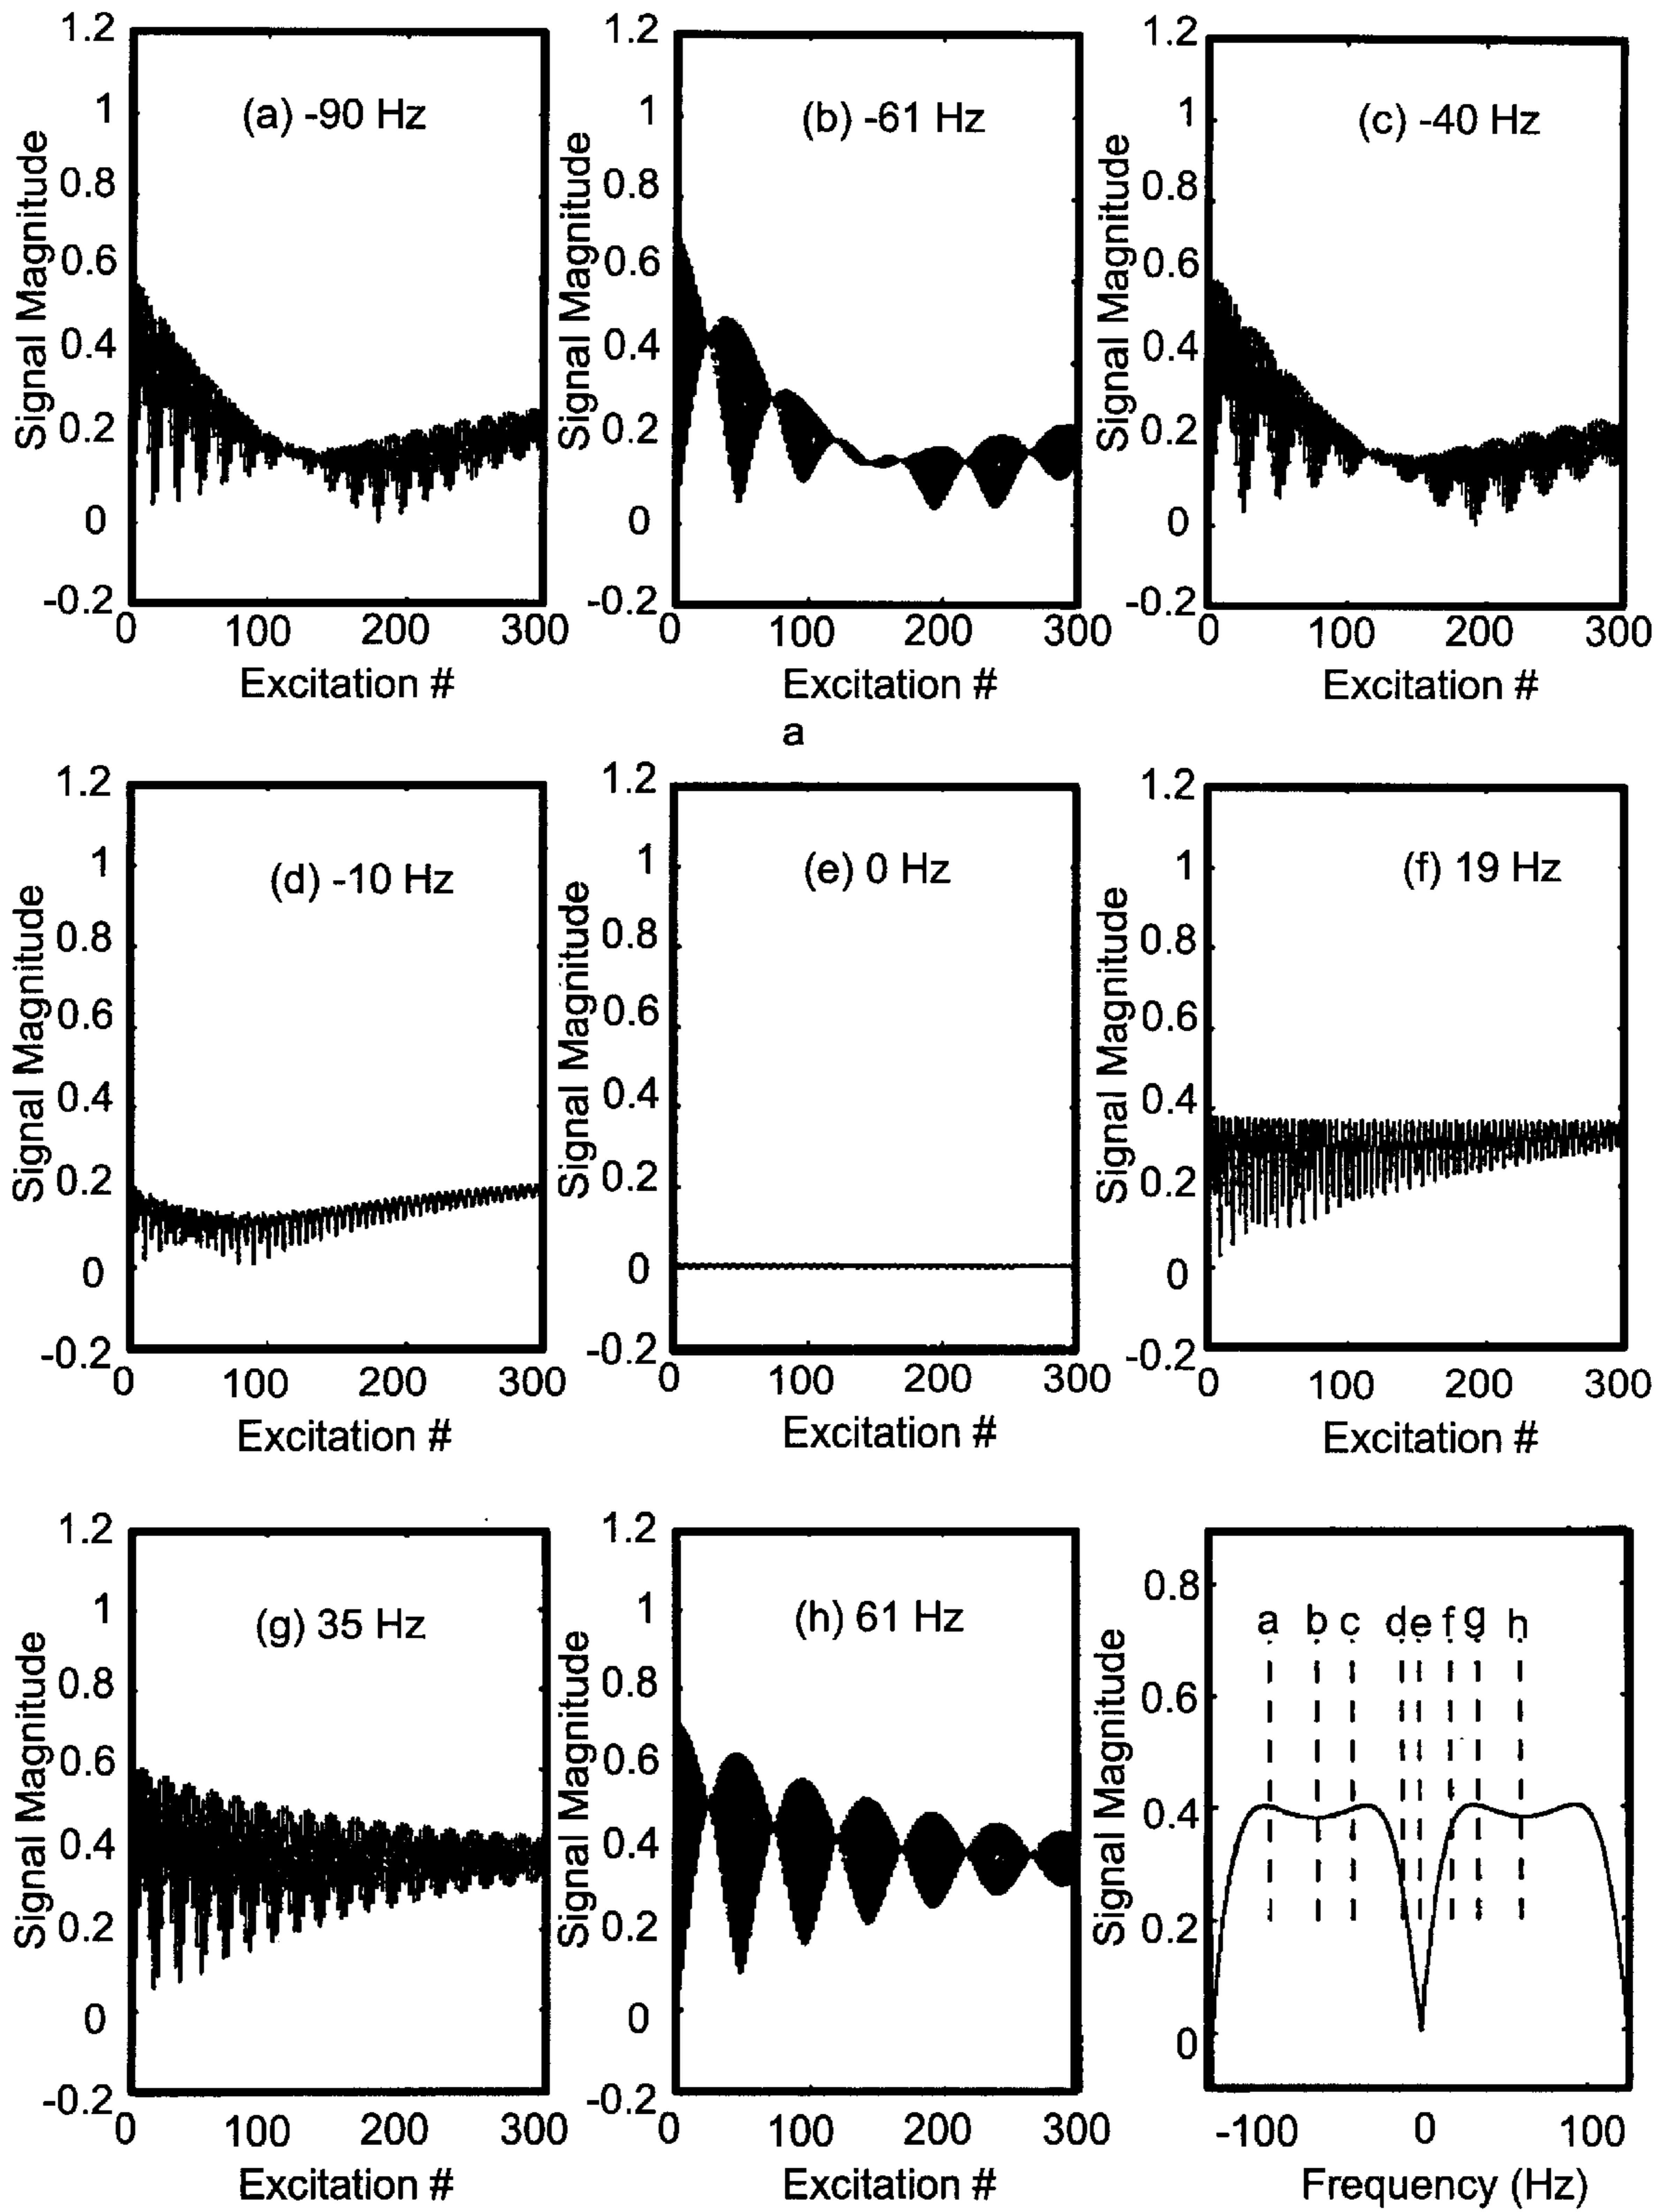 1.2
1
0.8
0.6
0.4
0.2
0
-0.2
Signal Magnitude
(a) -90 Hz
0 100 200 300
Excitation #
1.2
1
0.8
0.6
0.4
0.2
0
-0.2
Signal Magnitude
(b) -61 Hz
0 100 200 300
Excitation #
1.2
1
0.8
0.6
0.4
0.2
0
-0.2
Signal Magnitude
(c) -40 Hz
0 100 200 300
Excitation #
a
1.2
1
0.8
0.6
0.4
0.2
0
-0.2
Signal Magnitude
(d) -10 Hz
0 100 200 300
Excitation #
1.2
1
0.8
0.6
0.4
0.2
0
-0.2
Signal Magnitude
(e) 0 Hz
0 100 200 300
Excitation #
1.2
1
0.8
0.6
0.4
0.2
0
-0.2
Signal Magnitude
(f) 19 Hz
0 100 200 300
Excitation #
1.2
1
0.8
0.6
0.4
0.2
0
-0.2
Signal Magnitude
(g) 35 Hz
0 100 200 300
Excitation #
1.2
1
0.8
0.6
0.4
0.2
0
-0.2
Signal Magnitude
(h) 61 Hz
0 100 200 300
Excitation #
0.8
0.6
0.4
0.2
0
Signal Magnitude
a b c d e f g h
-100 0 100
Frequency (Hz)